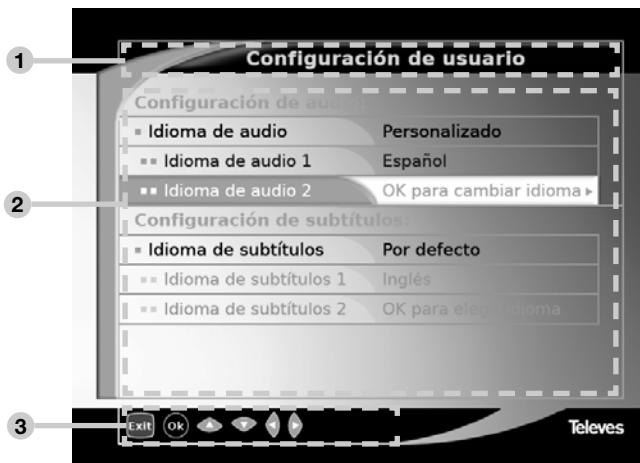 1
Configuración de usuario
Configuración de audio:
Idioma de audio Personalizado
Idioma de audio 1 Español
2
Idioma de audio 2 OK para cambiar idioma
Configuración de subtítulos:
Idioma de subtítulos Por defecto
Idioma de subtítulos 1 Inglés
Idioma de subtítulos 2 OK para elegir idioma
3
Exit Ok
Televes